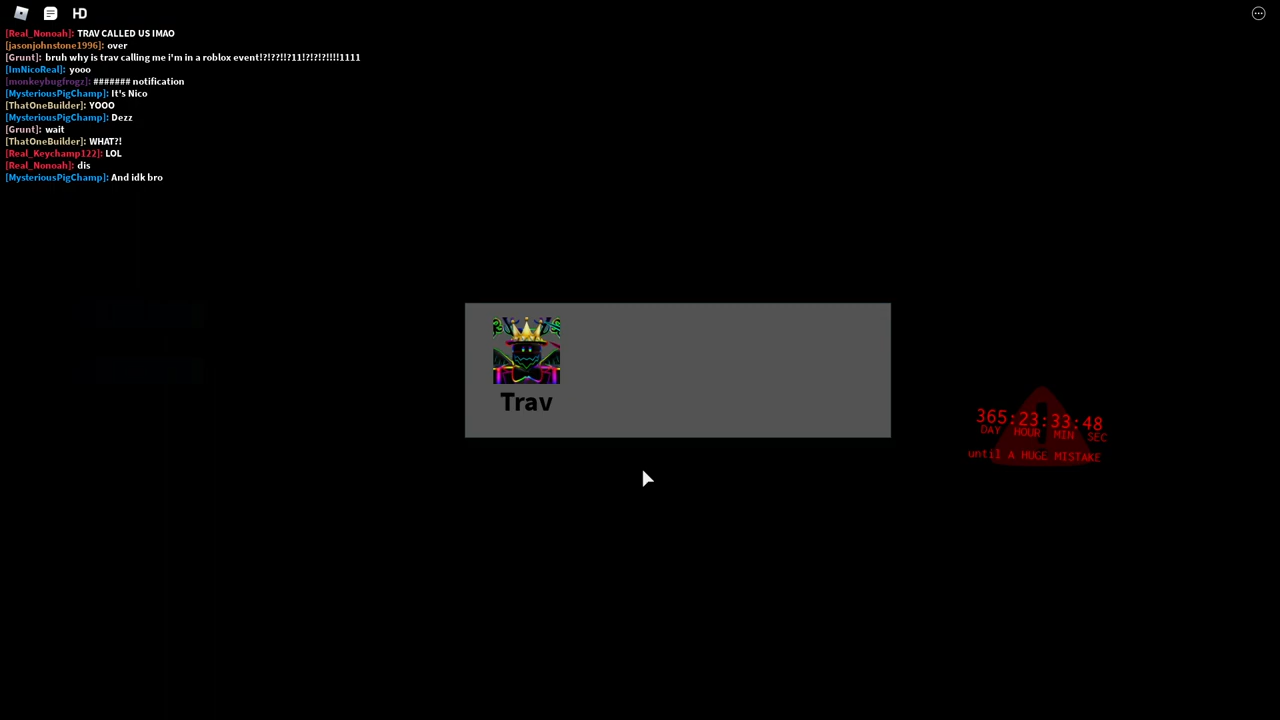 HD
[Real_Nonoah]: TRAV CALLED US lMAO
[jasonjohnstone1996]: over
[Grunt]: bruh why is trav calling me i'm in a roblox event!?!??!!?11!?!?!?!!!!1111
[ImNicoReal]: yooo
[monkeybugfrogz]: ####### notification
[MysteriousPigChamp]: It's Nico
[ThatOneBuilder]: YOOO
[MysteriousPigChamp]: Dezz
[Grunt]: wait
[ThatOneBuilder]: WHAT?!
[Real_Keychamp122]: LOL
[Real_Nonoah]: dis
[MysteriousPigChamp]: And idk bro
Trav
365:23:33:48
DAY HOUR MIN SEC
until A HUGE MISTAKE